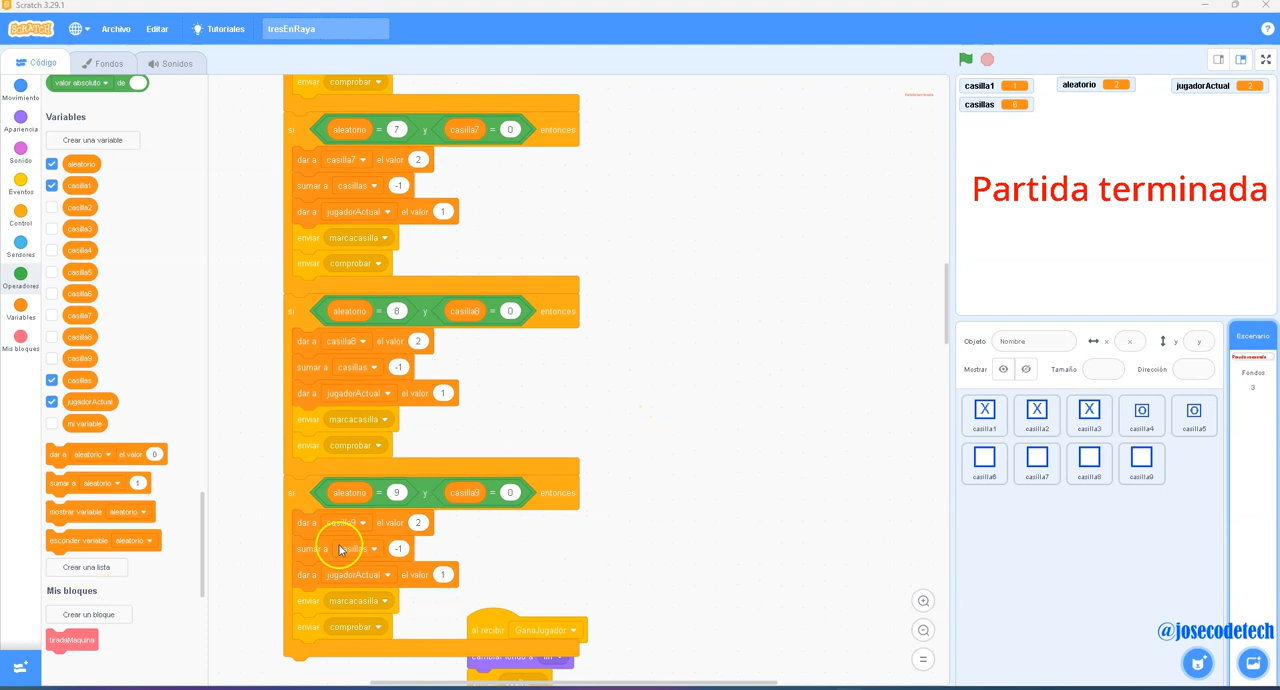 Scratch 3.29.1
SCRATCH Archivo Editar Tutoriales tresEnRaya
Código Fondos Sonidos
Movimiento
Apariencia
Sonido
Eventos
Control
Sensores
Operadores
Variables
Mis bloques
valor absoluto de
Variables
Crear una variable
aleatorio
casilla1
casilla2
casilla3
casilla4
casilla5
casilla6
casilla7
casilla8
casilla9
casillas
jugadorActual
mi variable
dar a aleatorio el valor 0
sumar a aleatorio 1
mostrar variable aleatorio
esconder variable aleatorio
Crear una lista
Mis bloques
Crear un bloque
tiradaMaquina
enviar comprobar
si aleatorio = 7 y casilla7 = 0 entonces
dar a casilla7 el valor 2
sumar a casillas -1
dar a jugadorActual el valor 1
enviar marcacasilla
enviar comprobar
si aleatorio = 8 y casilla8 = 0 entonces
dar a casilla8 el valor 2
sumar a casillas -1
dar a jugadorActual el valor 1
enviar marcacasilla
enviar comprobar
si aleatorio = 9 y casilla9 = 0 entonces
dar a casilla9 el valor 2
sumar a casillas -1
dar a jugadorActual el valor 1
enviar marcacasilla
enviar comprobar
al recibir GanaJugador
cambiar fondo a
casilla1 1 aleatorio 2 jugadorActual 2
casillas 6
Partida terminada
Objeto Nombre x x y y
Mostrar Tamaño Dirección
X X X O O
casilla1 casilla2 casilla3 casilla4 casilla5
casilla6 casilla7 casilla8 casilla9
Escenario
Partida terminada
Fondos
3
@josecodetech